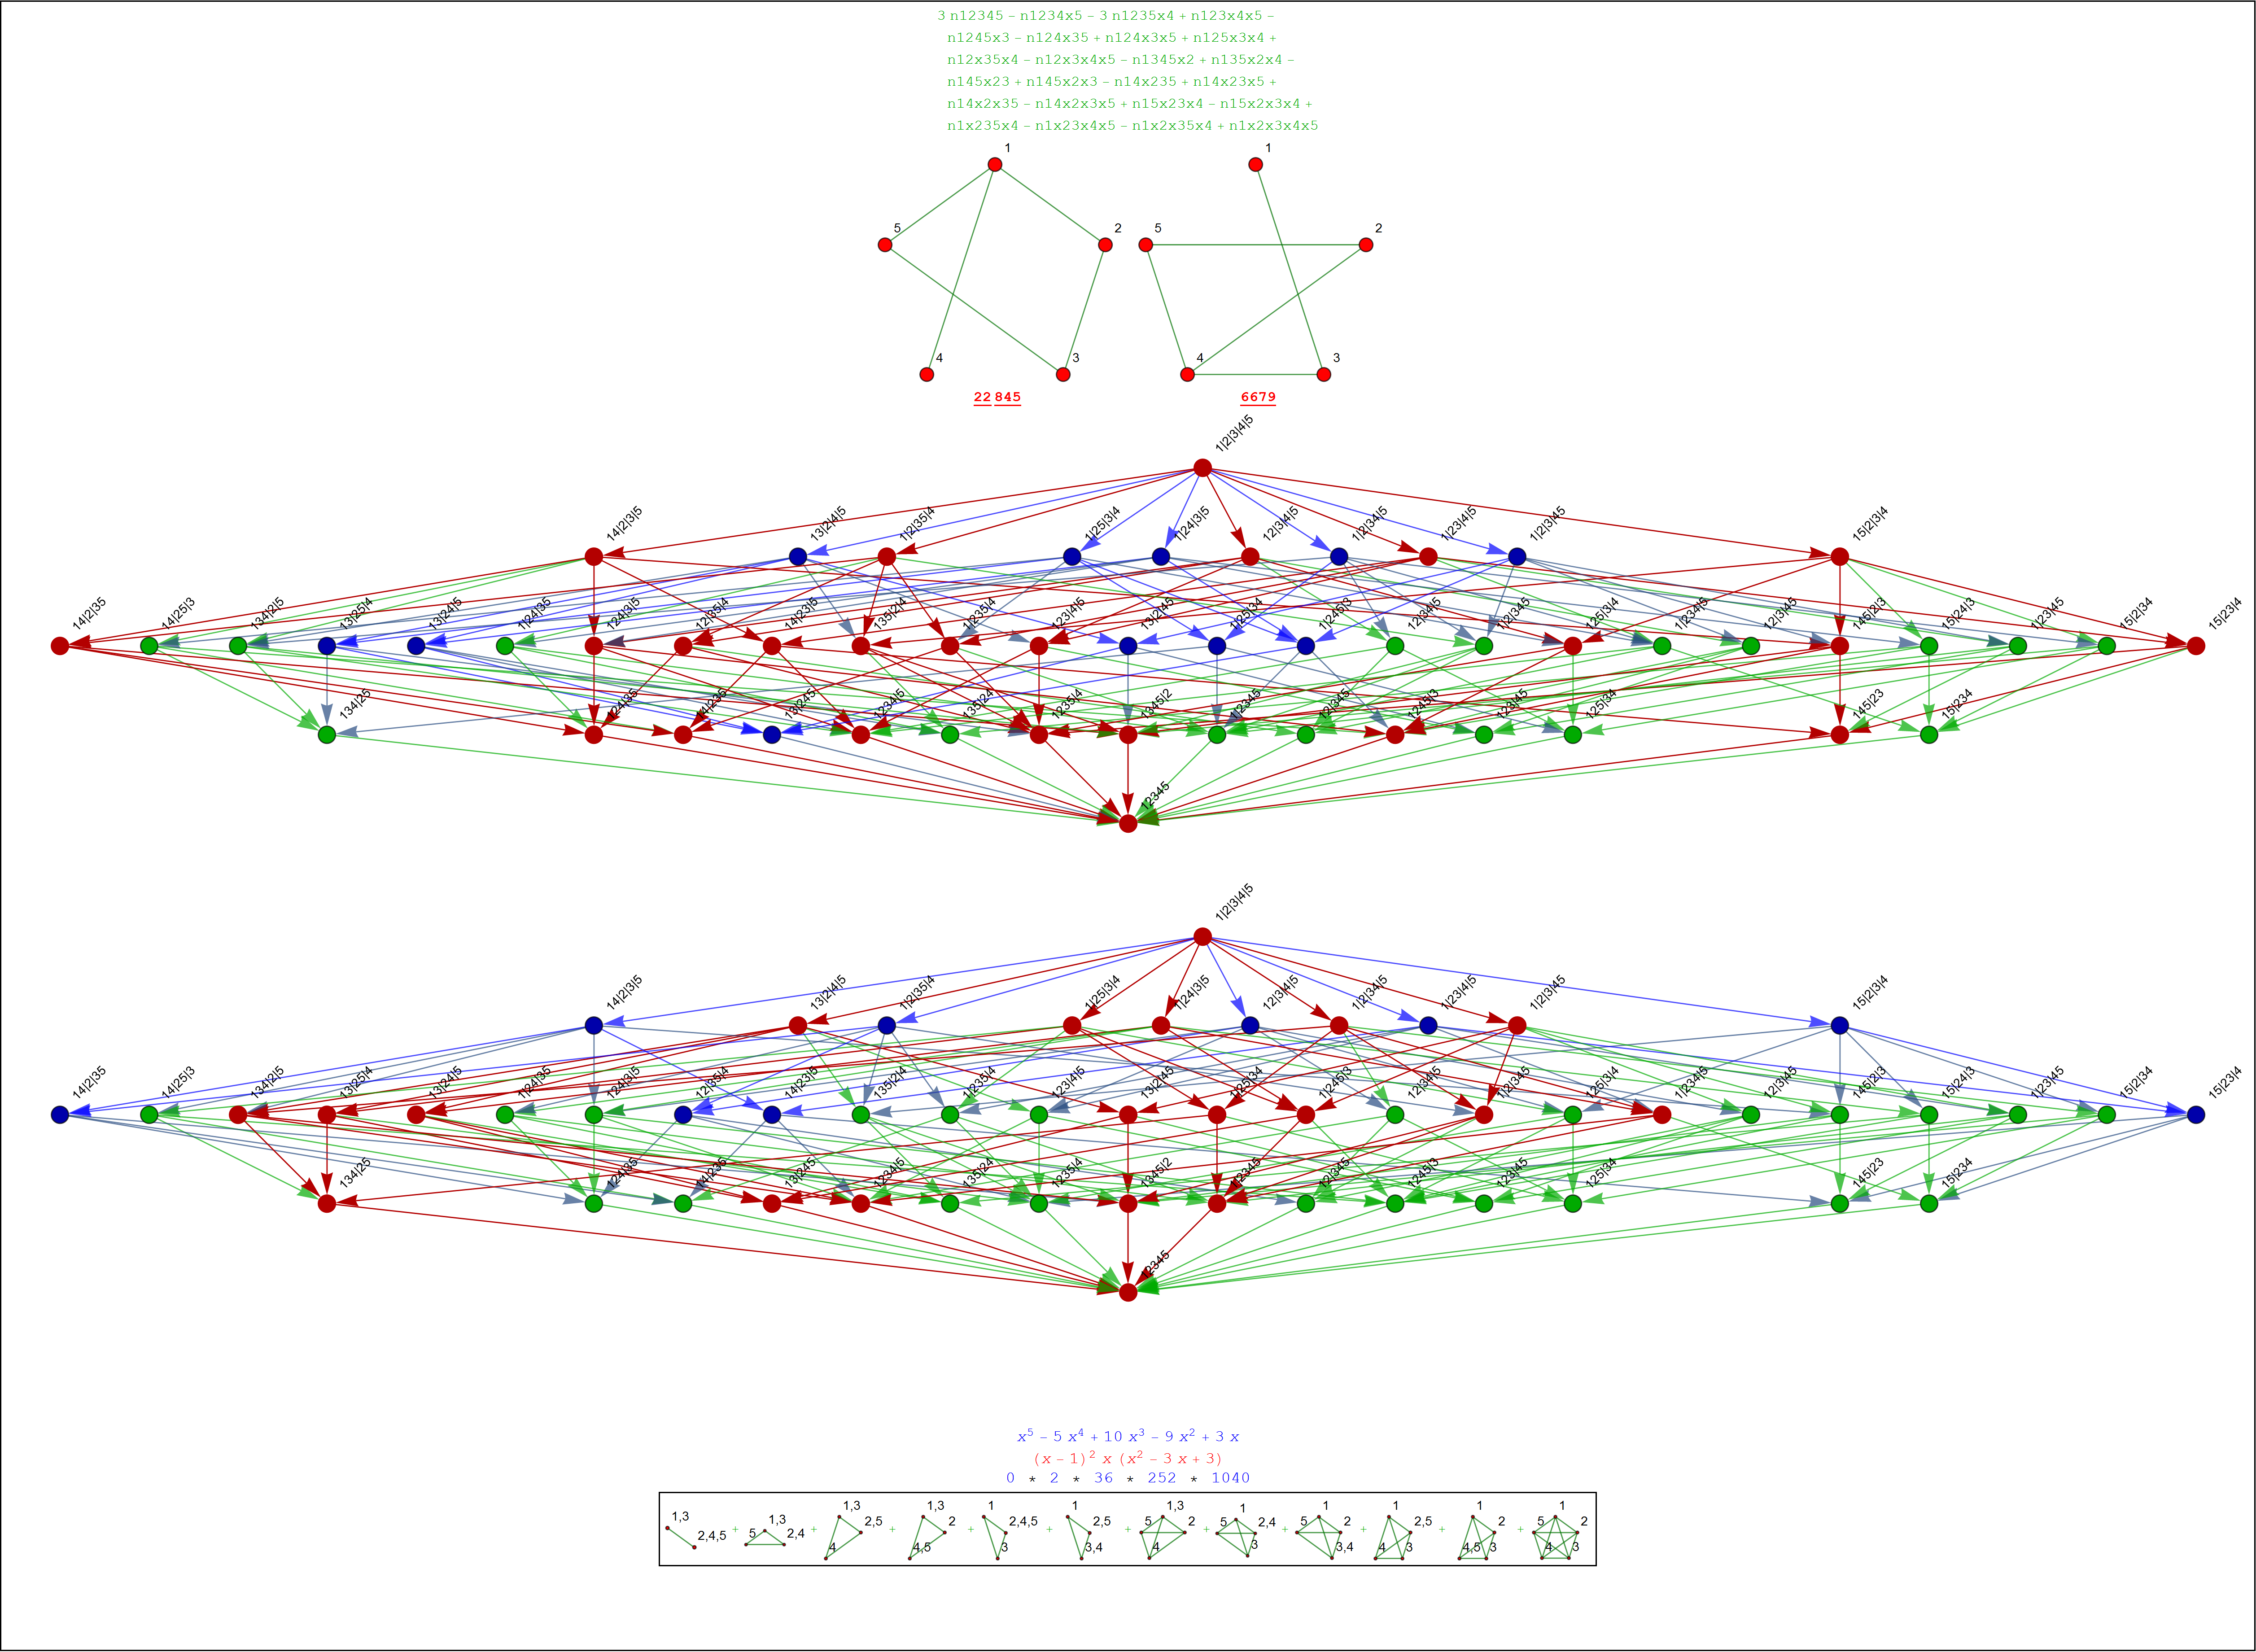 3 n12345 − n1234x5 − 3 n1235x4 + n123x4x5 −
n1245x3 − n124x35 + n124x3x5 + n125x3x4 +
n12x35x4 − n12x3x4x5 − n1345x2 + n135x2x4 −
n145x23 + n145x2x3 − n14x235 + n14x23x5 +
n14x2x35 − n14x2x3x5 + n15x23x4 − n15x2x3x4 +
n1x235x4 − n1x23x4x5 − n1x2x35x4 + n1x2x3x4x5
1 1
5 2 5 2
4 3 4 3
22 845 6679
1|2|3|4|5
14|2|3|5 13|2|4|5 1|2|35|4 1|25|3|4 1|24|3|5 12|3|4|5 1|2|34|5 1|23|4|5 1|2|3|45 15|2|3|4
14|2|35 14|25|3 134|2|5 13|25|4 13|24|5 1|24|35 124|3|5 12|35|4 14|23|5 135|2|4 1|235|4 123|4|5 13|2|45 1|25|34 1|245|3 12|34|5 1|2|345 125|3|4 1|234|5 12|3|45 145|2|3 15|24|3 1|23|45 15|2|34 15|23|4
134|25 124|35 14|235 13|245 1234|5 135|24 1235|4 1345|2 1|2345 12|345 1245|3 123|45 125|34 145|23 15|234
12345
1|2|3|4|5
14|2|3|5 13|2|4|5 1|2|35|4 1|25|3|4 1|24|3|5 12|3|4|5 1|2|34|5 1|23|4|5 1|2|3|45 15|2|3|4
14|2|35 14|25|3 134|2|5 13|25|4 13|24|5 1|24|35 124|3|5 12|35|4 14|23|5 135|2|4 1|235|4 123|4|5 13|2|45 1|25|34 1|245|3 12|34|5 1|2|345 125|3|4 1|234|5 12|3|45 145|2|3 15|24|3 1|23|45 15|2|34 15|23|4
134|25 124|35 14|235 13|245 1234|5 135|24 1235|4 1345|2 1|2345 12|345 1245|3 123|45 125|34 145|23 15|234
12345
x⁵ − 5 x⁴ + 10 x³ − 9 x² + 3 x
(x − 1)² x (x² − 3 x + 3)
0 * 2 * 36 * 252 * 1040
1,3 2,4,5 + 5 1,3 2,4 + 1,3 2,5 4 + 1,3 2 4,5 + 1 2,4,5 3 + 1 2,5 3,4 + 5 1,3 2 4 + 5 1 2,4 3 + 5 1 2 3,4 + 1 2,5 4 3 + 1 2 4,5 3 + 5 1 2 4 3